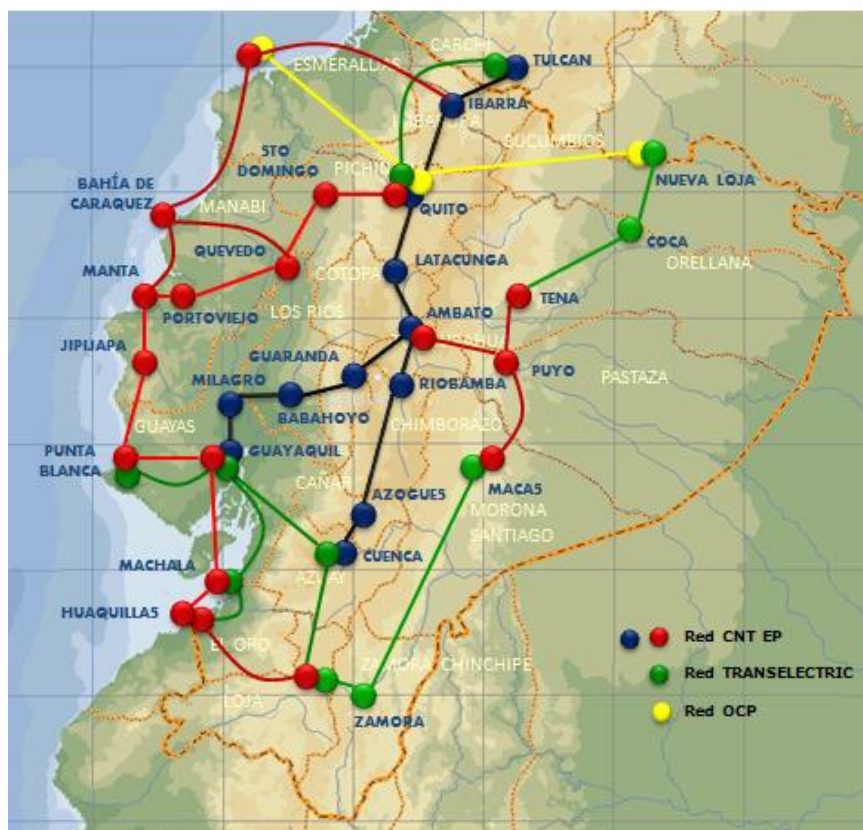 CARCHI
TULCAN
ESMERALDAS
IBARRA
SUCUMBIOS
STO
DOMINGO
PICHIN
NUEVA LOJA
BAHÍA DE
CARAQUEZ
MANABI
QUITO
COCA
QUEVEDO
LATACUNGA
ORELLANA
MANTA
COTOPA
TENA
PORTOVIEJO
LOS RIOS
AMBATO
JIPIJAPA
GUARANDA
PUYO
PASTAZA
MILAGRO
RIOBAMBA
BABAHOYO
GUAYAS
CHIMBORAZO
PUNTA
BLANCA
GUAYAQUIL
CAÑAR
MACAS
AZOGUES
MORONA
SANTIAGO
MACHALA
CUENCA
AZUAY
HUAQUILLAS
EL ORO
ZAMORA CHINCHIPE
LOJA
ZAMORA
Red CNT EP
Red TRANSELECTRIC
Red OCP